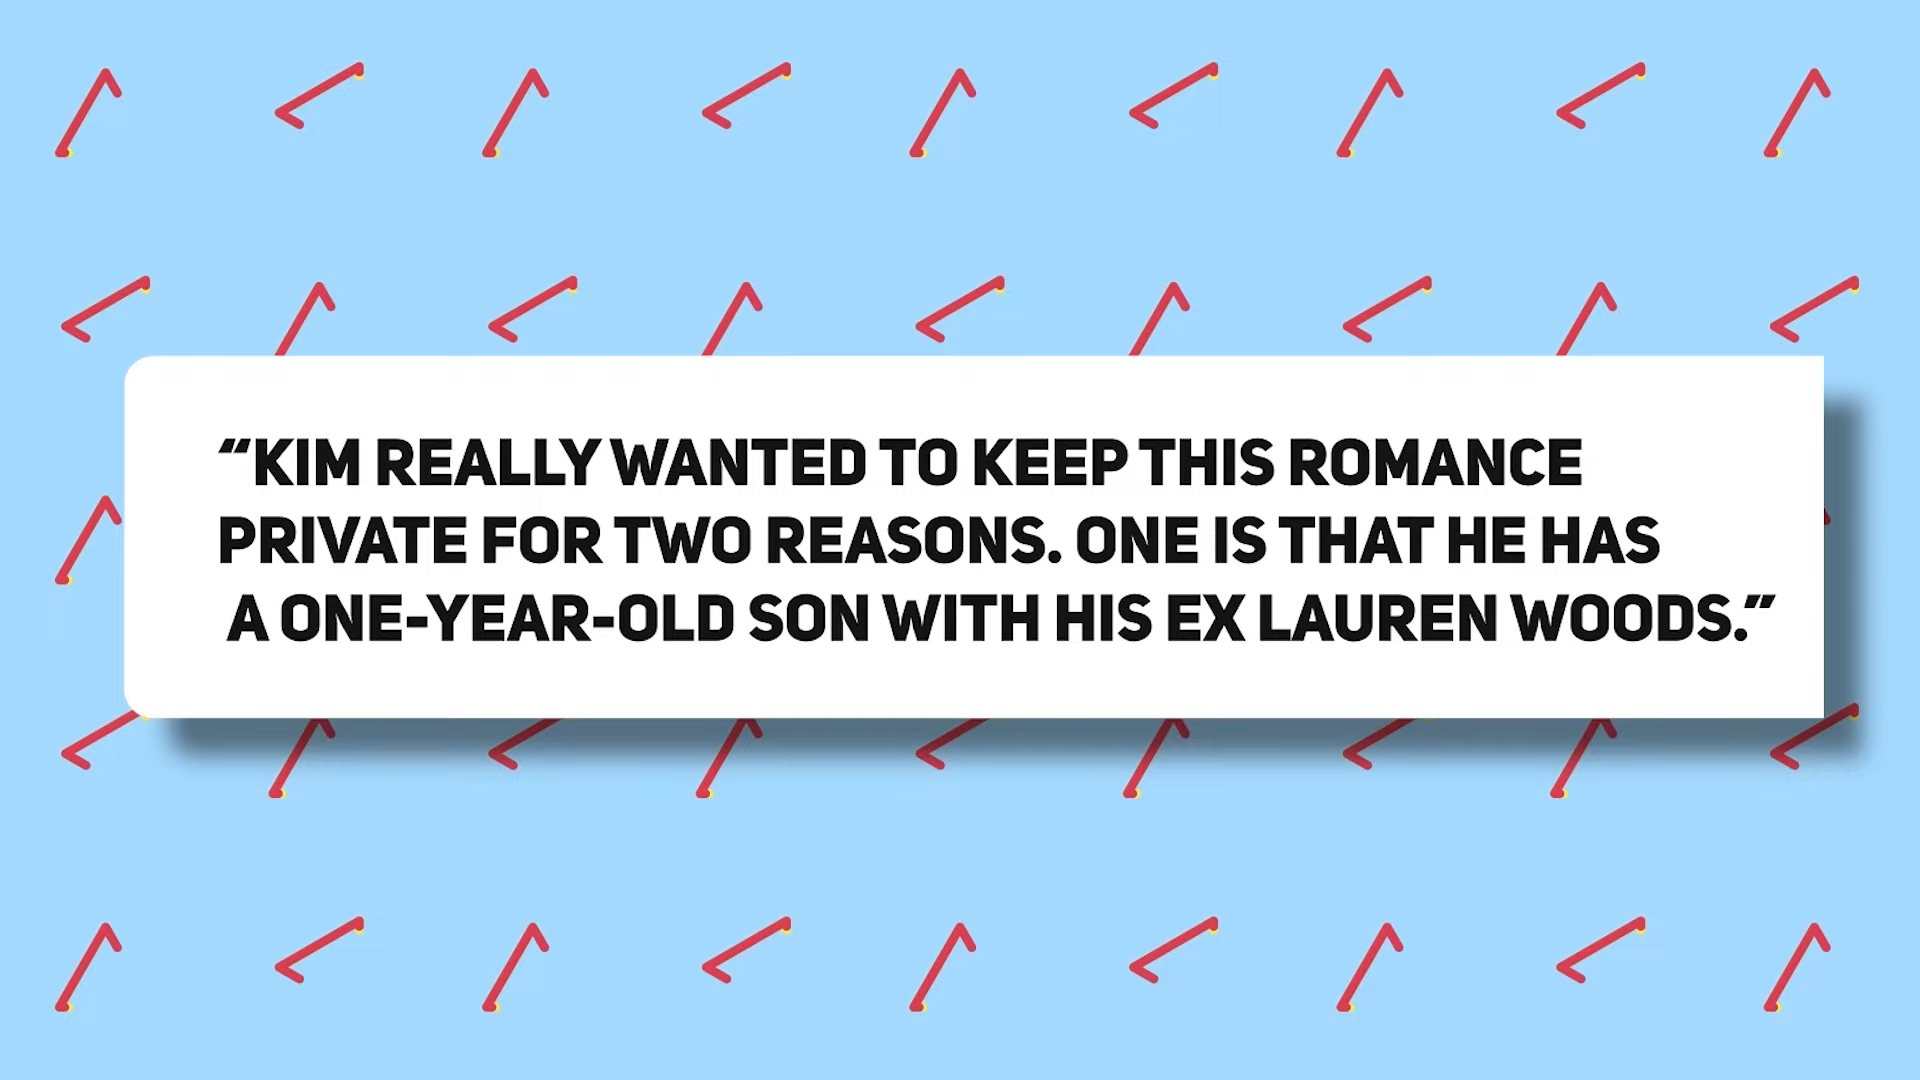 “KIM REALLY WANTED TO KEEP THIS ROMANCE
PRIVATE FOR TWO REASONS. ONE IS THAT HE HAS
A ONE-YEAR-OLD SON WITH HIS EX LAUREN WOODS.”